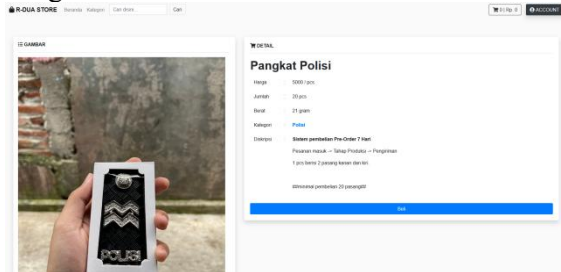 R-DUA STORE Beranda Kategori Cari disini Cari
ACCOUNT
GAMBAR
DETAIL
Pangkat Polisi
Harga : 5000 / pcs
Jumlah : 20 pcs
Berat : 21 gram
Kategori : Polisi
Diskripsi : Sistem pembelian Pre-Order 7 Hari
Pesanan masuk -> Tahap Produksi -> Pengiriman
1 pcs berisi 2 pasang kanan dan kiri.
##minimal pembelian 20 pasang##
Beli
POLISI